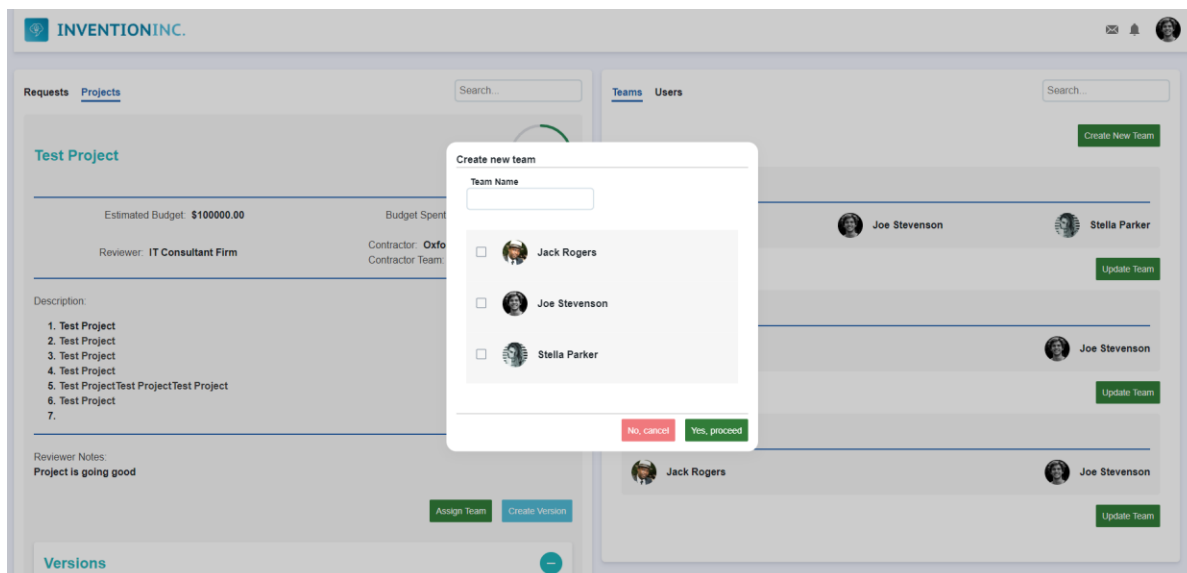 INVENTIONINC.
Requests Projects
Search...
Test Project
Estimated Budget: $100000.00
Budget Spent
Reviewer: IT Consultant Firm
Contractor: Oxfo
Contractor Team:
Description:
1. Test Project
2. Test Project
3. Test Project
4. Test Project
5. Test ProjectTest ProjectTest Project
6. Test Project
7.
Reviewer Notes:
Project is going good
Assign Team
Create Version
Versions
Create new team
Team Name
Jack Rogers
Joe Stevenson
Stella Parker
No, cancel
Yes, proceed
Teams Users
Search...
Create New Team
Joe Stevenson
Stella Parker
Update Team
Joe Stevenson
Update Team
Jack Rogers
Joe Stevenson
Update Team